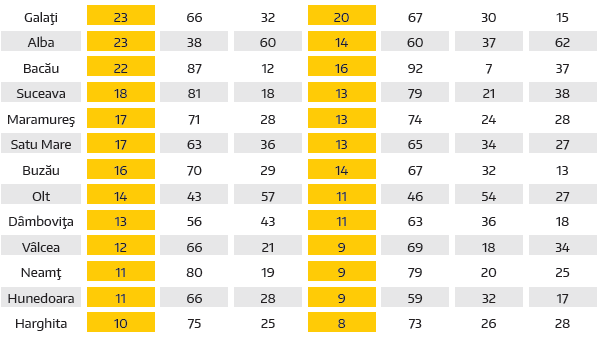 Galaţi 23 66 32 20 67 30 15
Alba 23 38 60 14 60 37 62
Bacău 22 87 12 16 92 7 37
Suceava 18 81 18 13 79 21 38
Maramureş 17 71 28 13 74 24 28
Satu Mare 17 63 36 13 65 34 27
Buzău 16 70 29 14 67 32 13
Olt 14 43 57 11 46 54 27
Dâmboviţa 13 56 43 11 63 36 18
Vâlcea 12 66 21 9 69 18 34
Neamţ 11 80 19 9 79 20 25
Hunedoara 11 66 28 9 59 32 17
Harghita 10 75 25 8 73 26 28